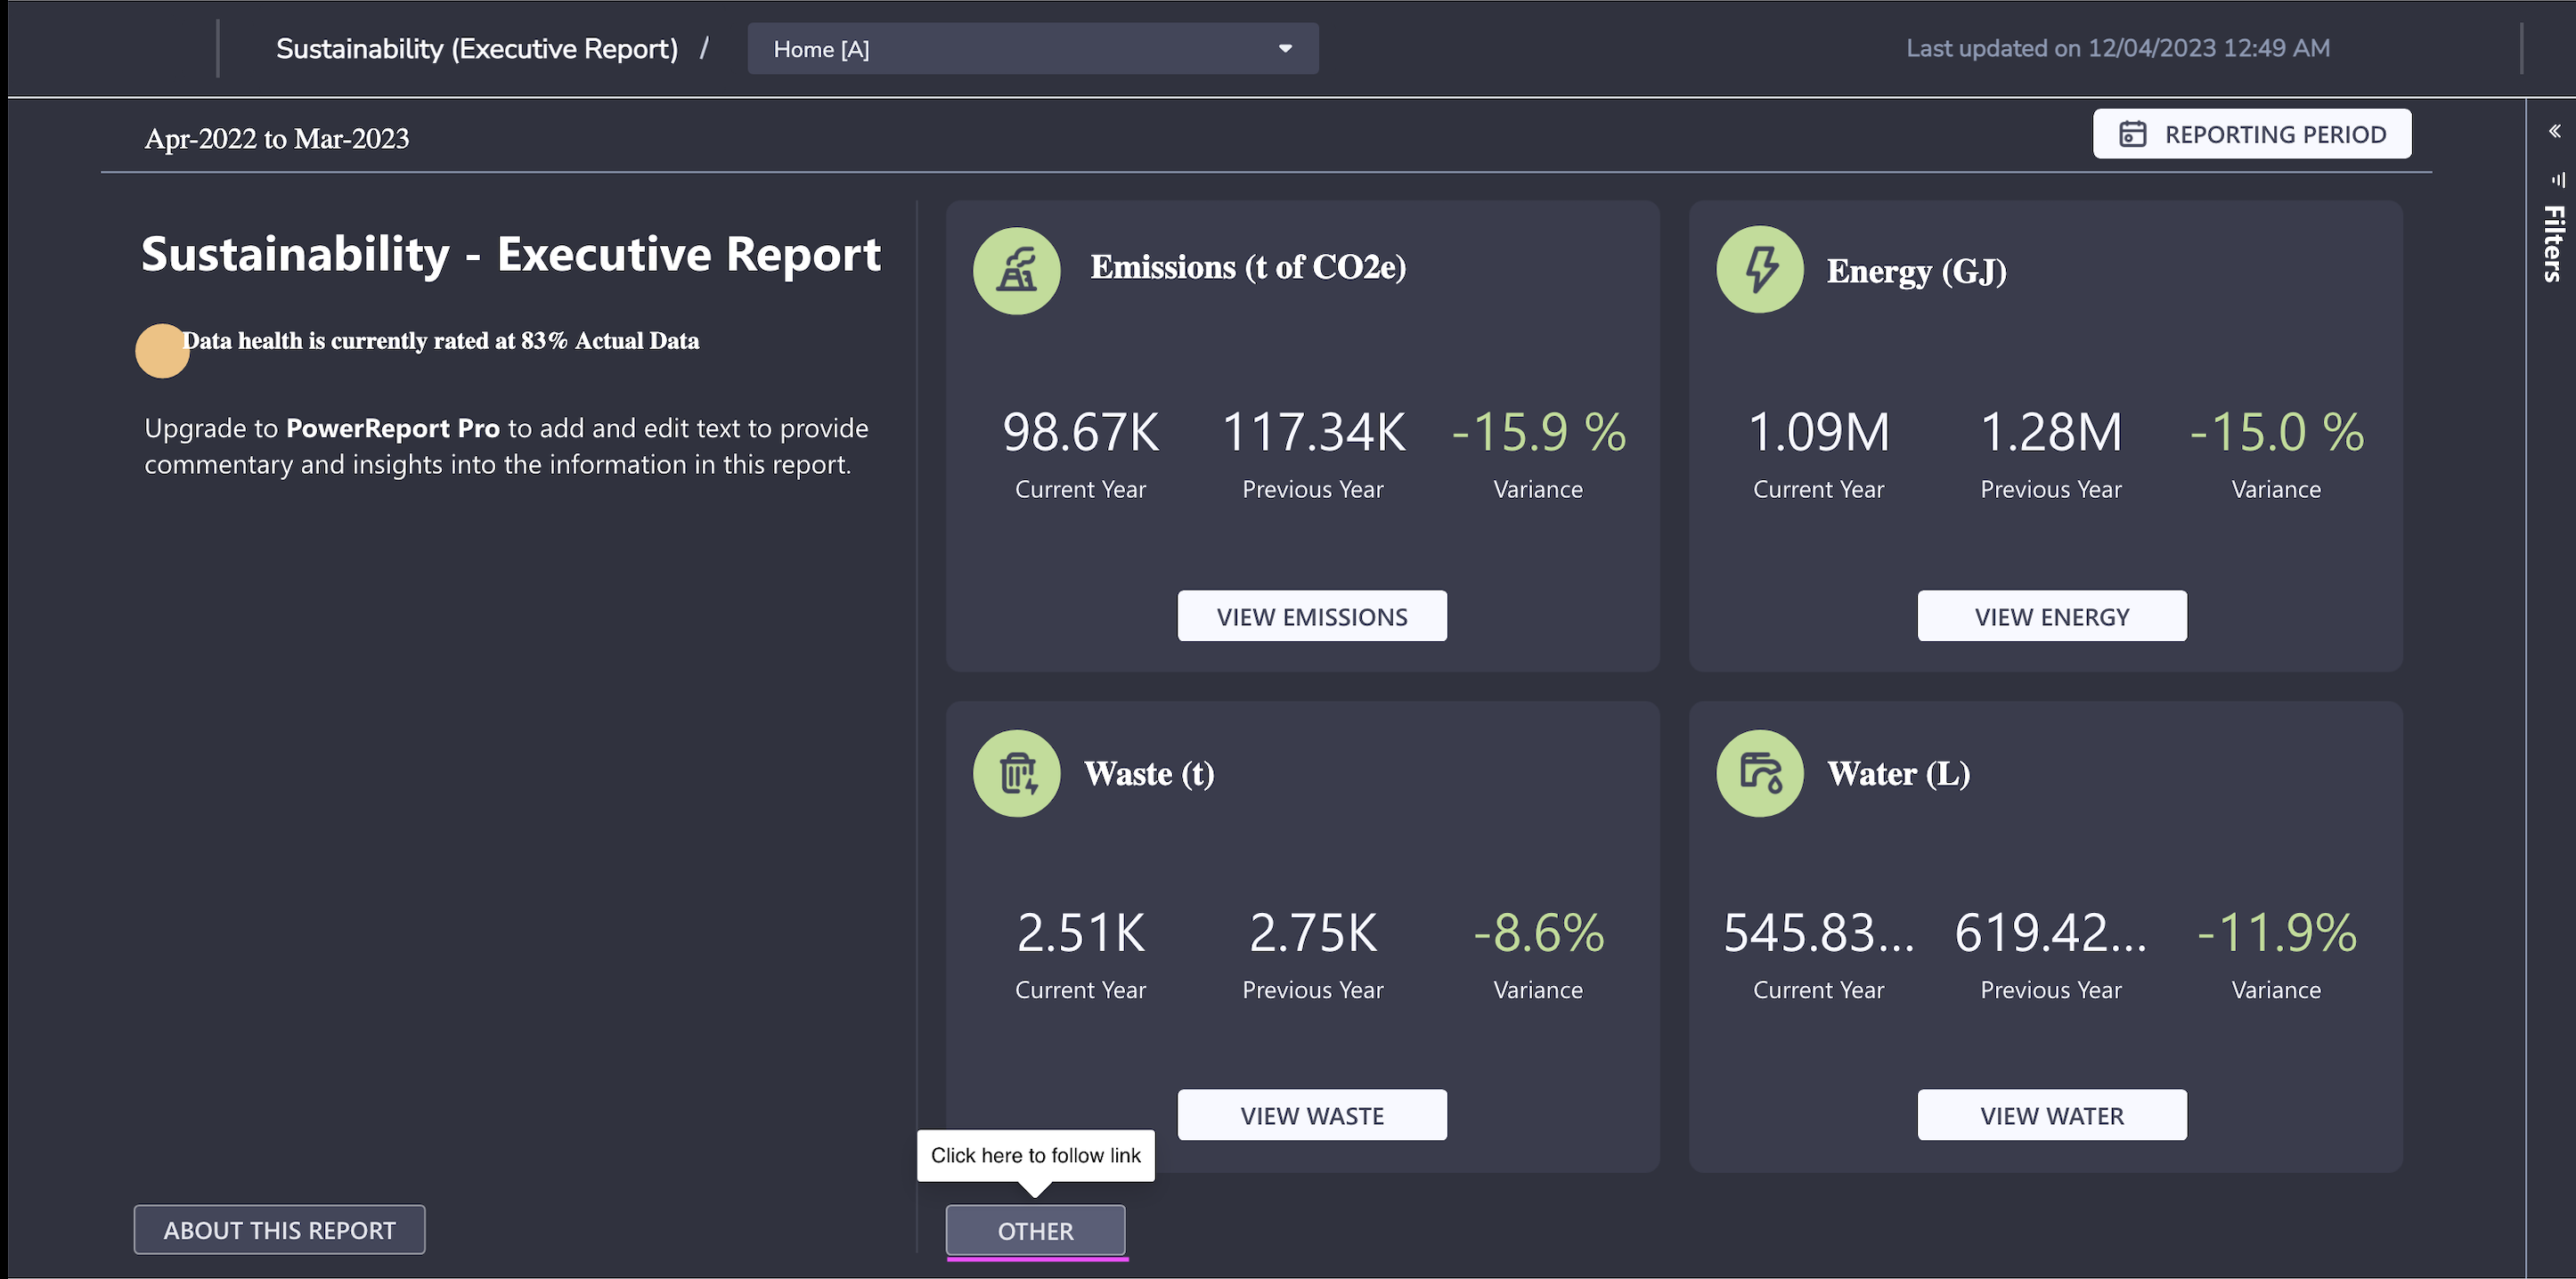 Sustainability (Executive Report) / Home [A] Last updated on 12/04/2023 12:49 AM
Apr-2022 to Mar-2023
REPORTING PERIOD
Filters
Sustainability - Executive Report
Data health is currently rated at 83% Actual Data
Upgrade to PowerReport Pro to add and edit text to provide
commentary and insights into the information in this report.
Emissions (t of CO2e)
98.67K 117.34K -15.9 %
Current Year Previous Year Variance
VIEW EMISSIONS
Energy (GJ)
1.09M 1.28M -15.0 %
Current Year Previous Year Variance
VIEW ENERGY
Waste (t)
2.51K 2.75K -8.6%
Current Year Previous Year Variance
VIEW WASTE
Water (L)
545.83... 619.42... -11.9%
Current Year Previous Year Variance
VIEW WATER
Click here to follow link
ABOUT THIS REPORT
OTHER